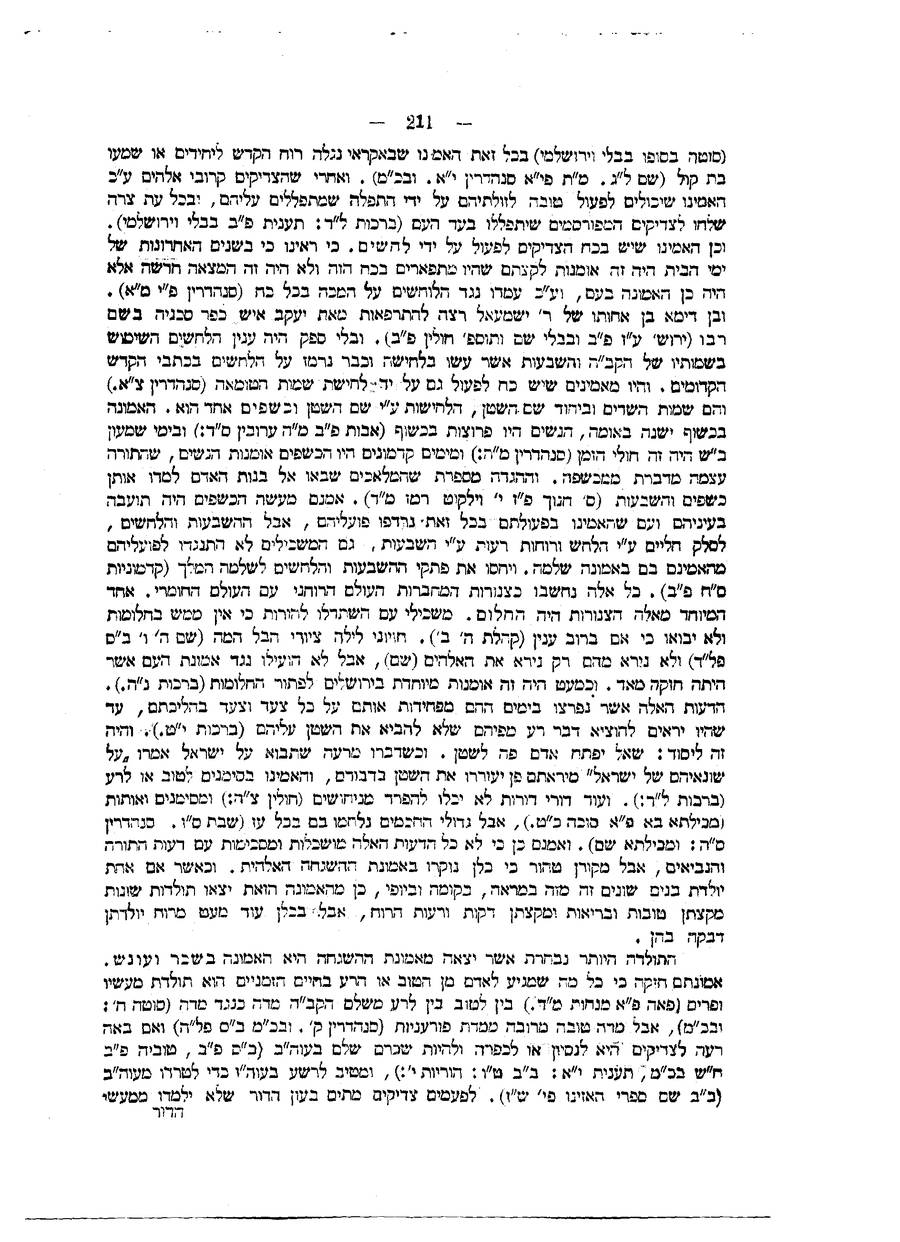 — 211 —
(סוטה בסופו בבלי וירושלמי) בכל זאת האמינו שבאקראי נגלה רוח הקדש ליחידים או שמעו
בת קול (שם ל"ג. מ"ת פי"א סנהדרין י"א. ובכ"מ). ואחרי שהצדיקים קרובי אלהים ע"כ
האמינו שיכולים לפעול טובה לזולתיהם על ידי התפלה שמתפללים עליהם, ובכל עת צרה
שלחו לצדיקים המפורסמים שיתפללו בעד העם (ברכות ל"ד: תענית פ"ב בבלי וירושלמי).
וכן האמינו שיש בכח הצדיקים לפעול על ידי לחשים. כי ראינו כי בשנים האחרונות של
ימי הבית היה זה אומנות לקצתם שהיו מתפארים בכח הזה ולא היה זה המצאה חדשה אלא
היה כן האמונה בעם, וע"כ עמדו נגד הלוחשים על המכה בכל כח (סנהדרין פ"י מ"א).
ובן דימא בן אחותו של ר' ישמעאל רצה להתרפאות מאת יעקב איש כפר סכניה בשם
רבו (ירוש' ע"ז פ"ב ובבלי שם ותוספ' חולין פ"ב). ובלי ספק היה ענין הלחשים השימוש
בשמותיו של הקב"ה והשבעות אשר עשו בלחישה וכבר נרמז על הלחשים בכתבי הקדש
הקדומים. והיו מאמינים שיש כח לפעול גם על ידי לחישת שמות הטומאה (סנהדרין צ"א.)
והם שמות השדים וביחוד שם השטן, הלחישות ע"י שם השטן וכשפים אחד הוא. האמונה
בכשוף ישנה באומה, הנשים היו פרוצות בכשוף (אבות פ"ב מ"ה ערובין ס"ד:) ובימי שמעון
ב"ש היה זה חולי הזמן (סנהדרין מ"ה:) ומימים קדמונים היו הכשפים אומנות הנשים, שהתורה
עצמה מדברת ממכשפה. וההגדה מספרת שהמלאכים שבאו אל בנות האדם למדו אותן
כשפים והשבעות (ס' חנוך פ"ז י' וילקוט רמז מ"ד). אמנם מעשה הכשפים היה תועבה
בעיניהם ועם שהאמינו בפעולתם בכל זאת נרדפו פועליהם, אבל ההשבעות והלחשים,
לסלק חליים ע"י הלחש ורוחות רעות ע"י השבעות, גם המשכילים לא התנגדו לפועליהם
מהאמינם בם באמונה שלמה. ויחסו את פתקי ההשבעות והלחשים לשלמה המלך (קדמוניות
ס"ח פ"ב). כל אלה נחשבו כצנורות המחברות העולם הרוחני עם העולם החומרי. אחד
המיוחד מאלה הצנורות היה החלום. משכילי עם השתדלו להורות כי אין ממש בחלומות
ולא יבואו כי אם ברוב ענין (קהלת ה' ב'). חזיוני לילה ציורי הבל המה (שם ה' ו' ב"ס
פל"ד) ולא נירא מהם רק נירא את האלהים (שם), אבל לא הועילו נגד אמונת העם אשר
היתה חזקה מאד. וכמעט היה זה אומנות מיוחדת בירושלים לפתור החלומות (ברכות נ"ה.).
הדעות האלה אשר נפרצו בימים ההם מפחידות אותם על כל צעד וצעד בהליכתם, עד
שהיו יראים להוציא דבר רע מפיהם שלא להביא את השטן עליהם (ברכות י"ט.). והיה
זה ליסוד: שאל יפתח אדם פה לשטן. וכשדברו מרעה שתבוא על ישראל אמרו „על
שונאיהם של ישראל" מיראתם פן יעוררו את השטן בדבורם, והאמינו בסימנים לטוב או לרע
(ברכות ל"ד:). ועוד דורי דורות לא יכלו להפרד מניחושים (חולין צ"ה:) ומסימנים ואותות
(מכילתא בא פ"א סוכה כ"ט.), אבל גדולי החכמים נלחמו בם בכל עז (שבת ס"ז. סנהדרין
ס"ה: ומכילתא שם). ואמנם כן כי לא כל הדעות האלה מושכלות ומסכימות עם דעות התורה
והנביאים, אבל מקורן טהור כי כלן נוקרו באמונת ההשגחה האלהית. וכאשר אם אחת
יולדת בנים שונים זה מזה במראה, בקומה וביופי, כן מהאמונה הזאת יצאו תולדות שונות
מקצתן טובות ובריאות ומקצתן דקות ורעות הרוח, אבל בכלן עוד מעט מרוח יולדתן
דבקה בהן.
התולדה היותר נבחרת אשר יצאה מאמונת ההשגחה היא האמונה בשכר ועונש.
אמונתם חזקה כי כל מה שמגיע לאדם מן הטוב או הרע בחיים הזמניים הוא תולדת מעשיו
ופרים (פאה פ"א מנחות מ"ד.) בין לטוב בין לרע משלם הקב"ה מדה כנגד מדה (סוטה ח':
ובכ"מ), אבל מדה טובה מרובה ממדת פורעניות (סנהדרין ק'. ובכ"מ ב"ס פל"ה) ואם באה
רעה לצדיקים היא לנסיון או לכפרה ולהיות שכרם שלם בעוה"ב (ב"ס פ"ב, טוביה פ"ב
ח"ש בכ"מ, תענית י"א: ב"ב ט"ו: הוריות י':), ומטיב לרשע בעוה"ז כדי לטרדו מעוה"ב
(ב"ב שם ספרי האזינו פי' ש"ז). לפעמים צדיקים מתים בעון הדור שלא ילמדו ממעשי
הדור